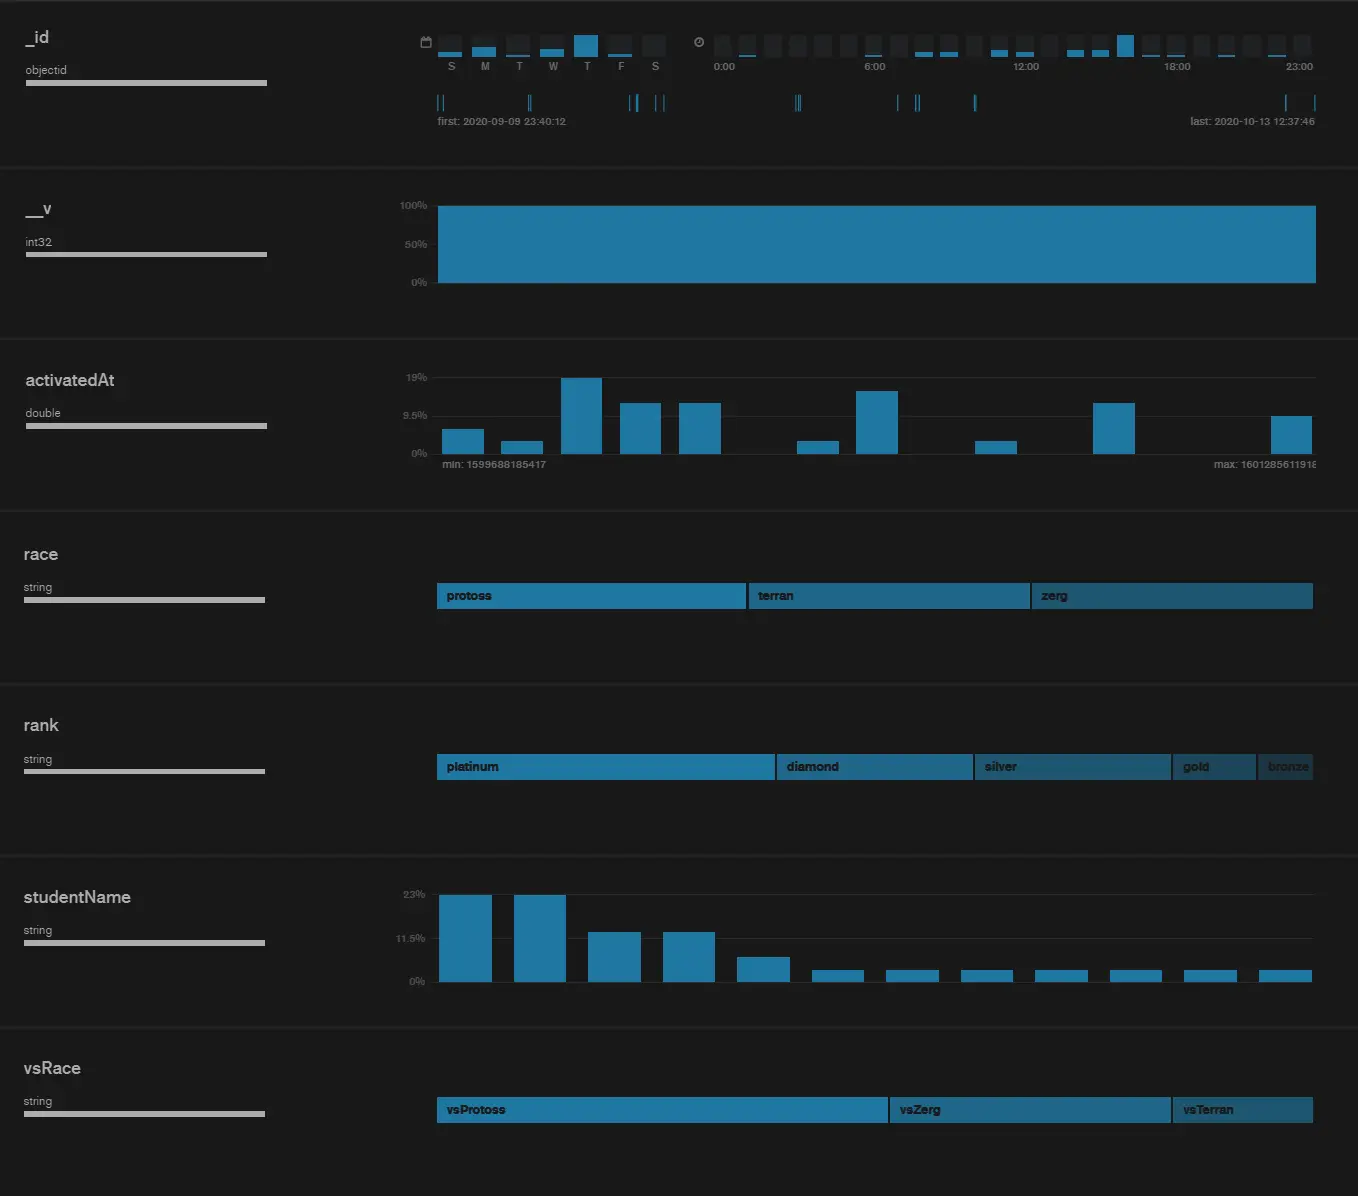 _id
objectid
S M T W T F S
0:00 6:00 12:00 18:00 23:00
first: 2020-09-09 23:40:12
last: 2020-10-13 12:37:46
__v
int32
100%
50%
0%
activatedAt
double
19%
9.5%
0%
min: 1599688185417
max: 1601285611918
race
string
protoss terran zerg
rank
string
platinum diamond silver gold bronze
studentName
string
23%
11.5%
0%
vsRace
string
vsProtoss vsZerg vsTerran